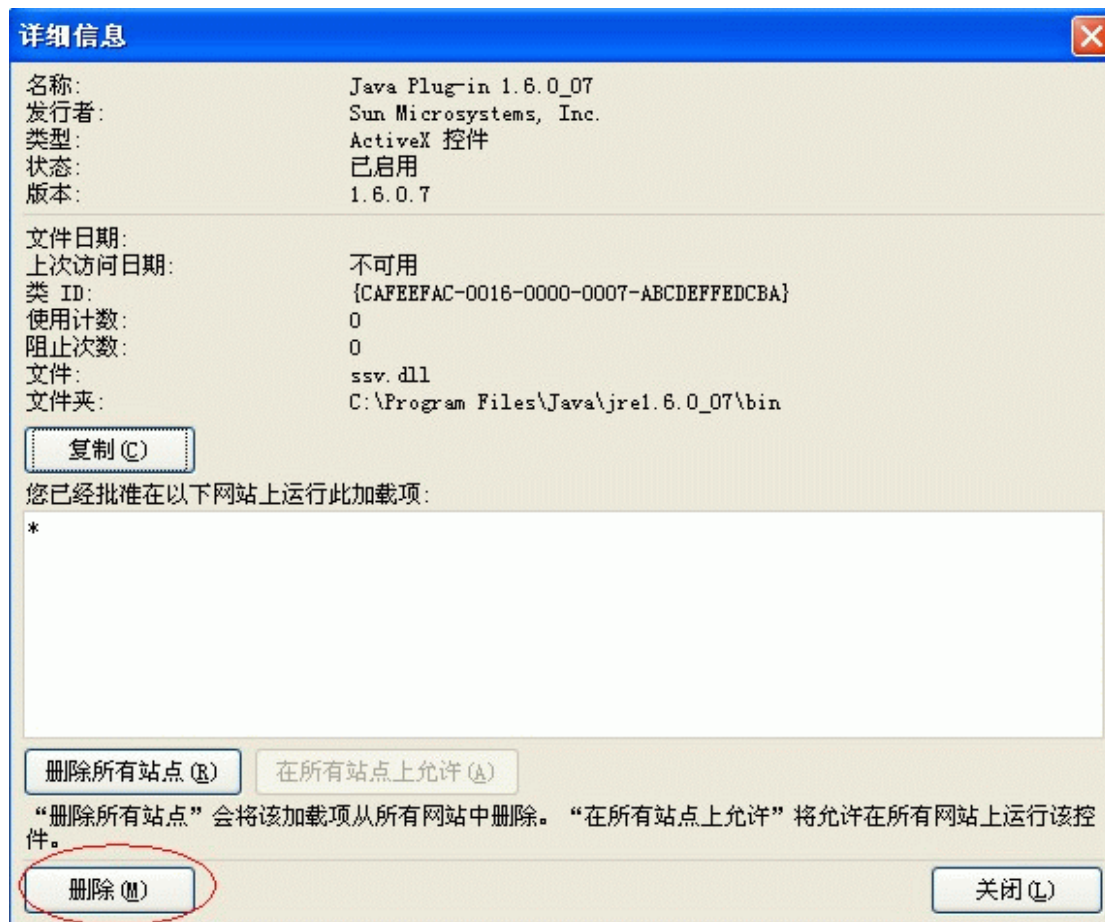 详细信息
名称: Java Plug-in 1.6.0_07
发行者: Sun Microsystems, Inc.
类型: ActiveX 控件
状态: 已启用
版本: 1.6.0.7
文件日期:
上次访问日期: 不可用
类 ID: {CAFEEFAC-0016-0000-0007-ABCDEFFEDCBA}
使用计数: 0
阻止次数: 0
文件: ssv.dll
文件夹: C:\Program Files\Java\jre1.6.0_07\bin
复制(C)
您已经批准在以下网站上运行此加载项:
*
删除所有站点(R) 在所有站点上允许(A)
“删除所有站点”会将该加载项从所有网站中删除。“在所有站点上允许”将允许在所有网站上运行该控
件。
删除(M) 关闭(L)